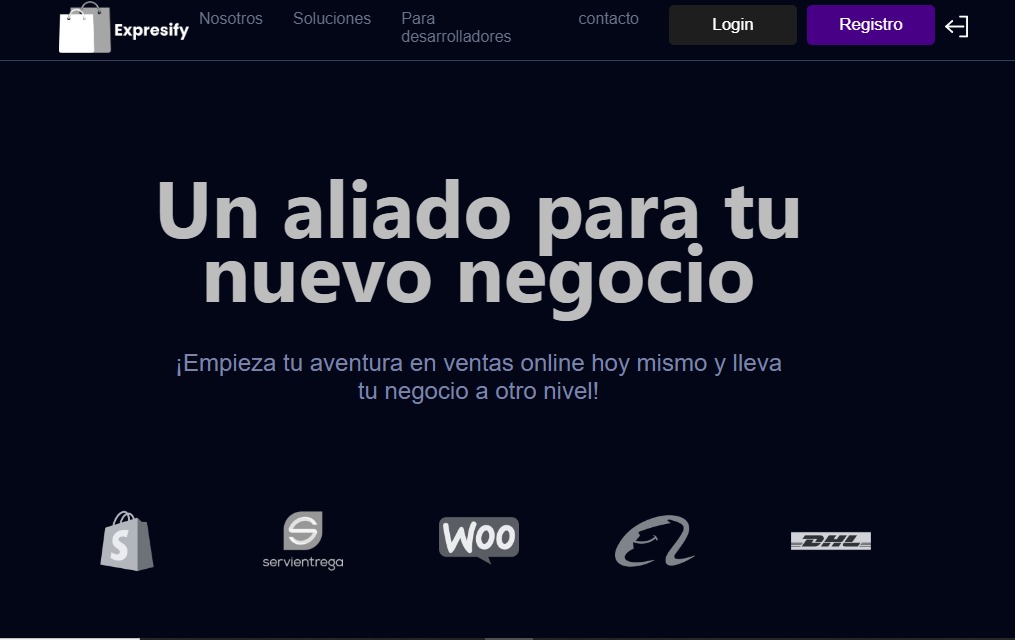 Expresify
Nosotros
Soluciones
Para
desarrolladores
contacto
Login
Registro
Un aliado para tu
nuevo negocio
¡Empieza tu aventura en ventas online hoy mismo y lleva
tu negocio a otro nivel!
S
S
servientrega
WOO
DHL